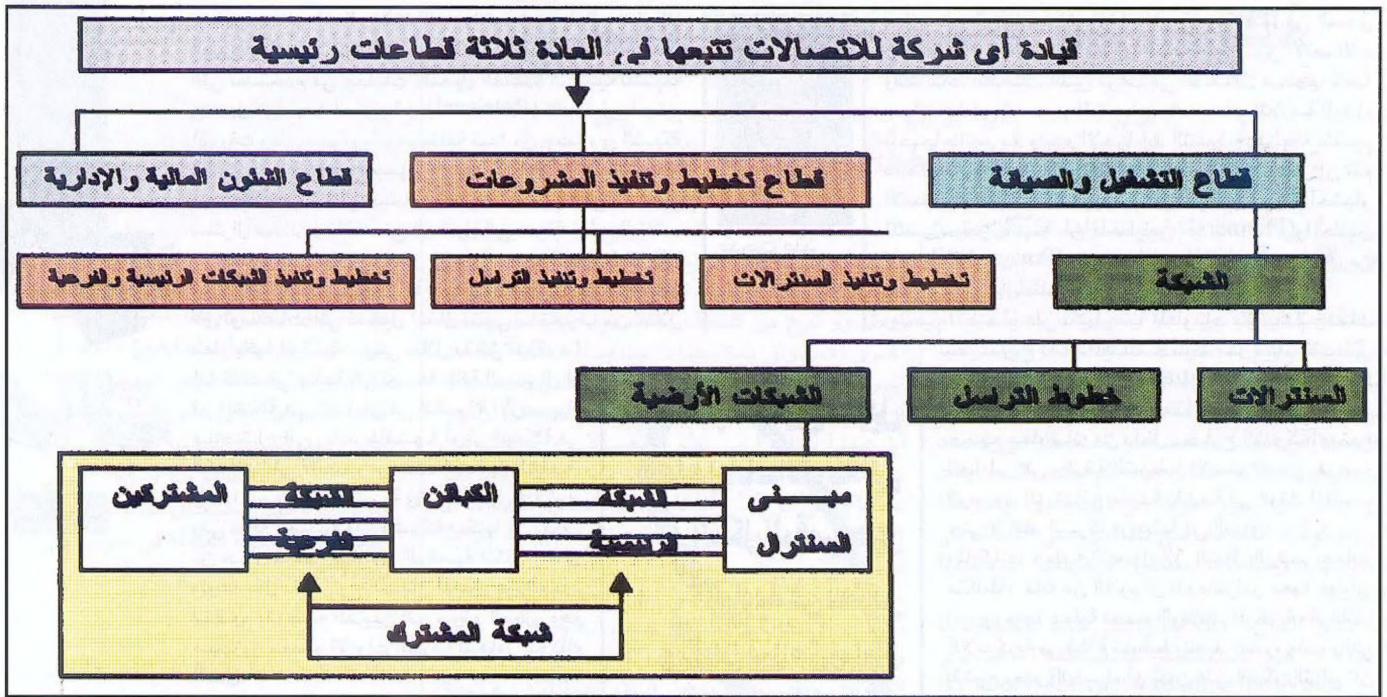 قيادة أى شركة للاتصالات تتبعها فى العادة ثلاثة قطاعات رئيسية
قطاع التشغيل والصيانة
قطاع تخطيط وتنفيذ المشروعات
قطاع الشئون المالية والإدارية
الشبكة
تخطيط وتنفيذ السنترالات
تخطيط وتنفيذ التراسل
تخطيط وتنفيذ الشبكات الرئيسية والفرعية
السنترالات
خطوط التراسل
الشبكات الأرضية
مبنى
السنترال
الشبكة
الرئيسية
الكبائن
الشبكة
الفرعية
المشتركين
شبكة المشترك